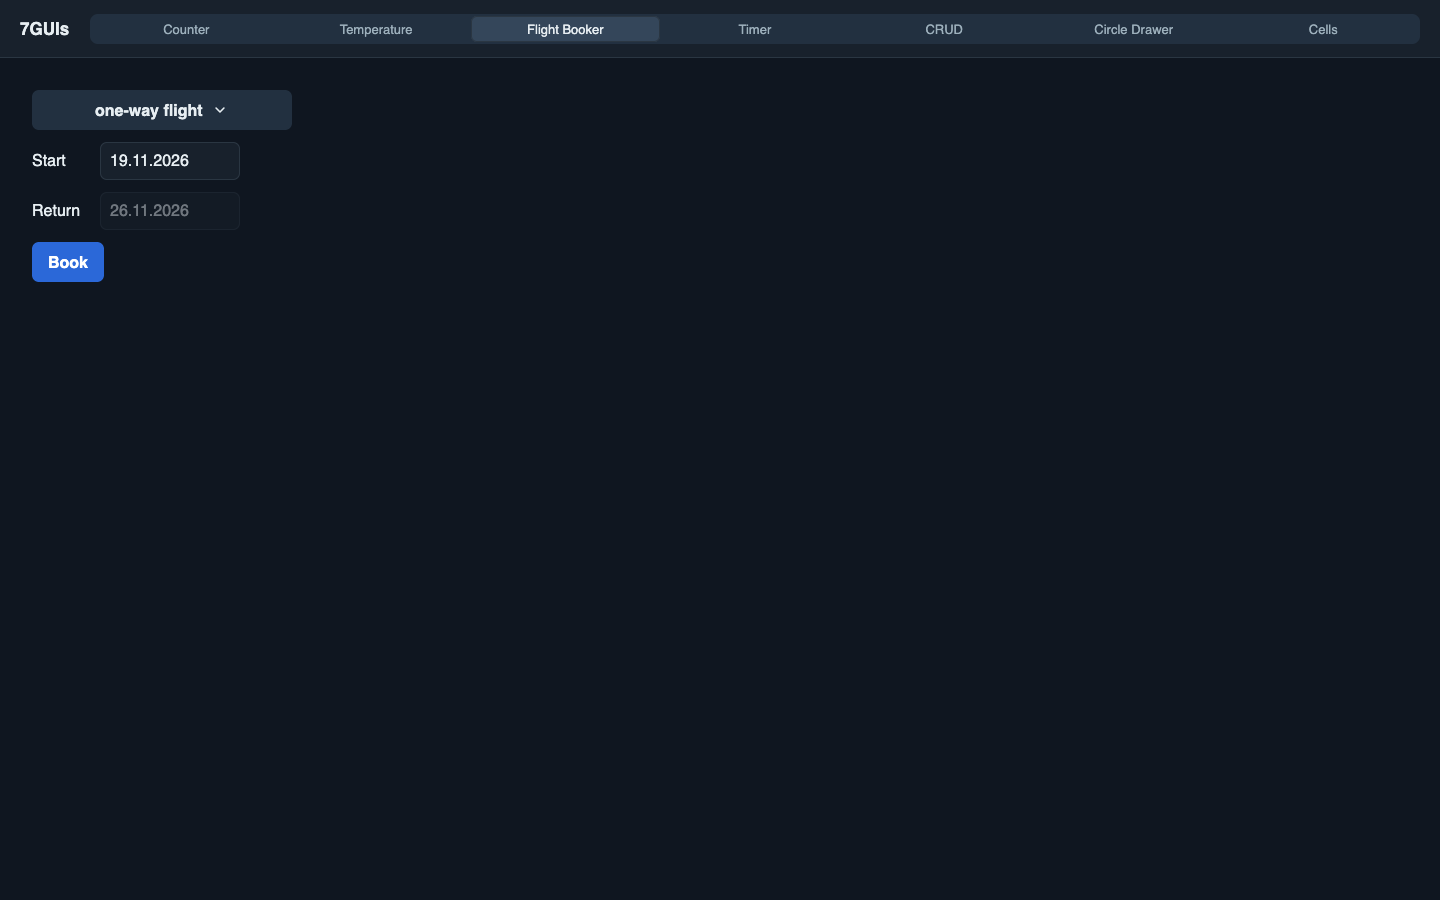 7GUIs
Counter
Temperature
Flight Booker
Timer
CRUD
Circle Drawer
Cells
one-way flight
Start 19.11.2026
Return 26.11.2026
Book